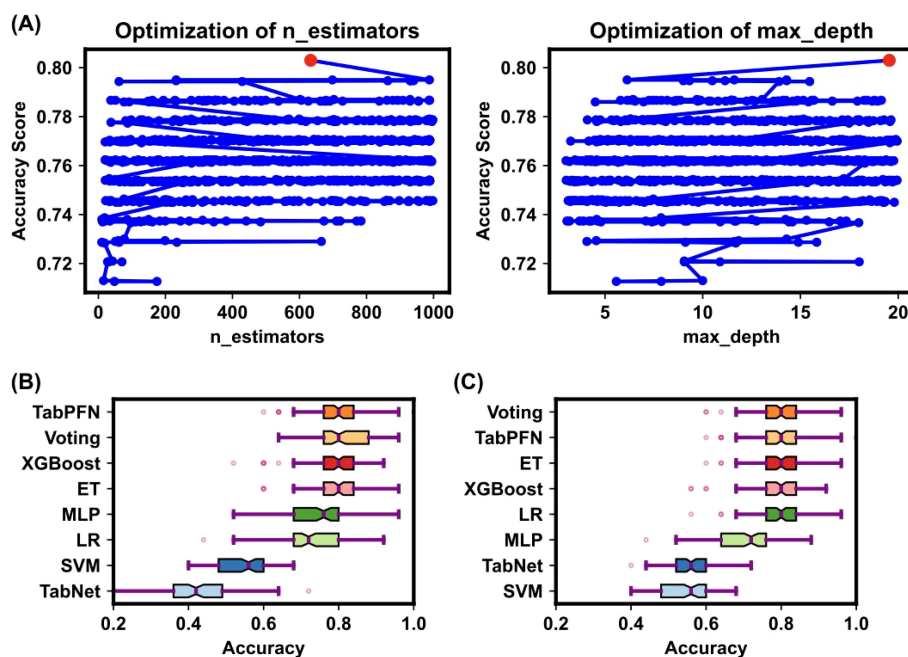 (A)
Optimization of n_estimators
Optimization of max_depth
Accuracy Score
0.80
0.78
0.76
0.74
0.72
0 200 400 600 800 1000
n_estimators
Accuracy Score
0.80
0.78
0.76
0.74
0.72
5 10 15 20
max_depth
(B)
TabPFN
Voting
XGBoost
ET
MLP
LR
SVM
TabNet
0.2 0.4 0.6 0.8 1.0
Accuracy
(C)
Voting
TabPFN
ET
XGBoost
LR
MLP
TabNet
SVM
0.2 0.4 0.6 0.8 1.0
Accuracy